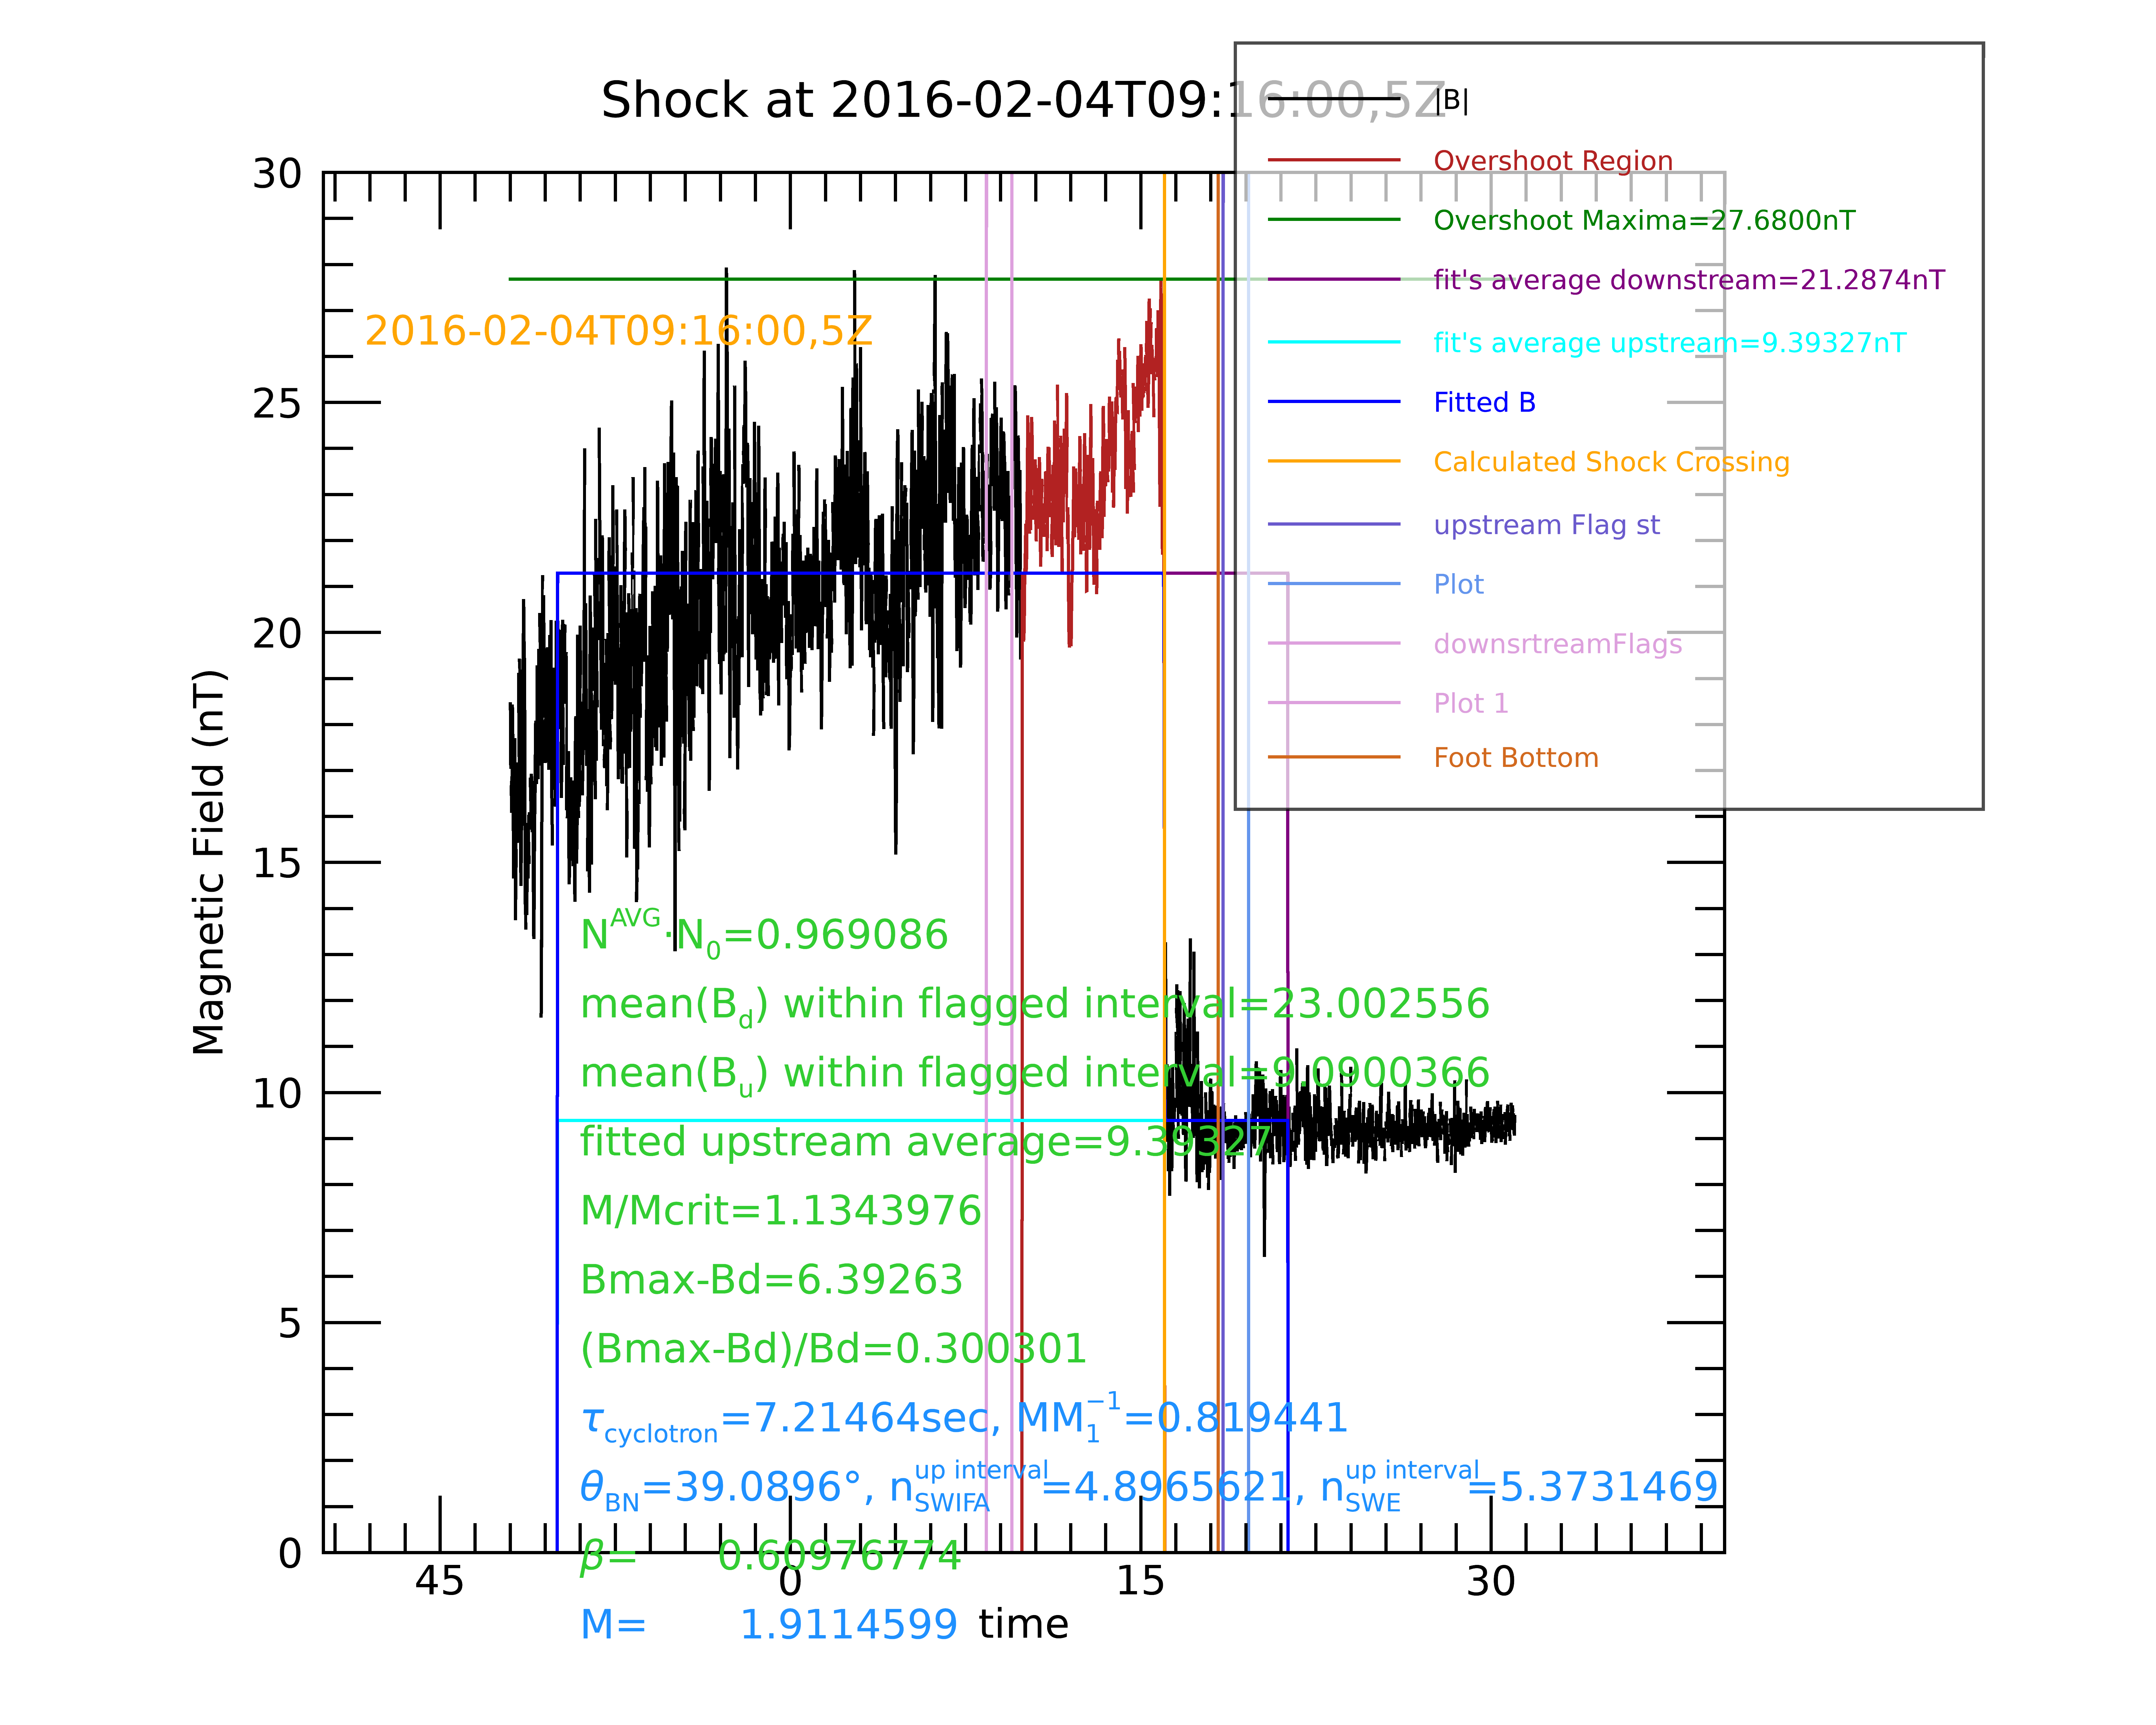 Shock at 2016-02-04T09:16:00,5Z
|B|
Overshoot Region
Overshoot Maxima=27.6800nT
fit's average downstream=21.2874nT
fit's average upstream=9.39327nT
Fitted B
Calculated Shock Crossing
upstream Flag st
Plot
downsrtreamFlags
Plot 1
Foot Bottom
30
25
20
15
10
5
0
Magnetic Field (nT)
2016-02-04T09:16:00,5Z
N^AVG·N_0=0.969086
mean(B_d) within flagged interval=23.002556
mean(B_u) within flagged interval=9.0900366
fitted upstream average=9.39327
M/Mcrit=1.1343976
Bmax-Bd=6.39263
(Bmax-Bd)/Bd=0.300301
τ_cyclotron=7.21464sec, MM_1^−1=0.819441
θ_BN=39.0896°, n_SWIFA^up interval=4.8965621, n_SWE^up interval=5.3731469
β= 0.60976774
45 0 15 30
M= 1.9114599
time